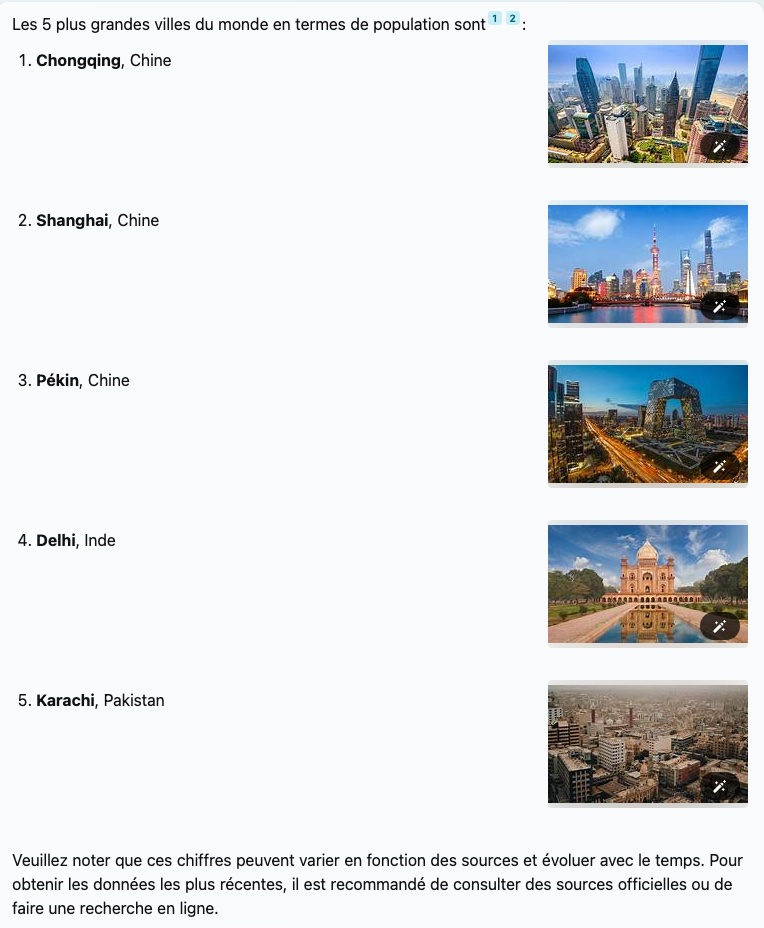 Les 5 plus grandes villes du monde en termes de population sont 1 2 :
1. Chongqing, Chine
2. Shanghai, Chine
3. Pékin, Chine
4. Delhi, Inde
5. Karachi, Pakistan
Veuillez noter que ces chiffres peuvent varier en fonction des sources et évoluer avec le temps. Pour
obtenir les données les plus récentes, il est recommandé de consulter des sources officielles ou de
faire une recherche en ligne.